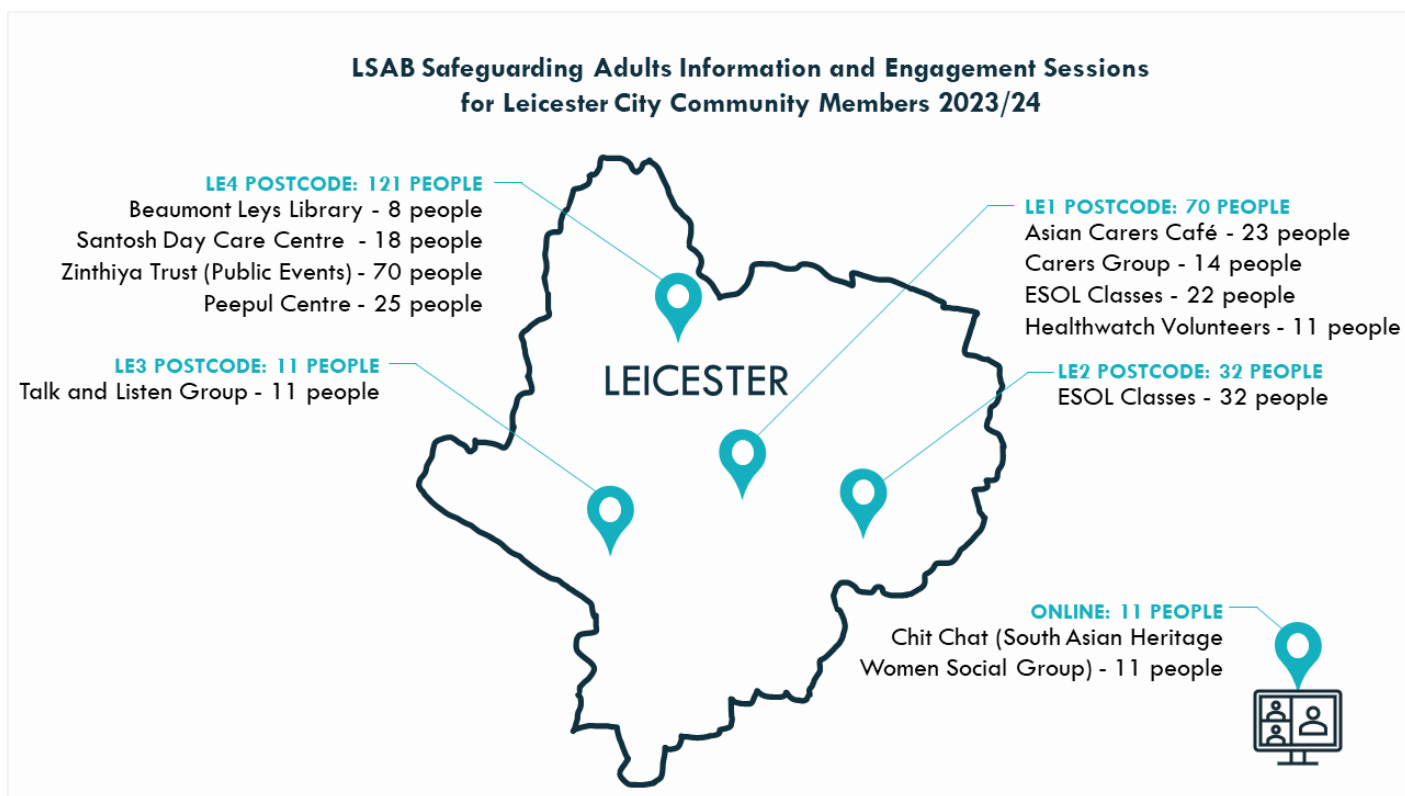 LSAB Safeguarding Adults Information and Engagement Sessions
for Leicester City Community Members 2023/24
LE4 POSTCODE: 121 PEOPLE
Beaumont Leys Library - 8 people
Santosh Day Care Centre - 18 people
Zinthiya Trust (Public Events) - 70 people
Peepul Centre - 25 people
LE1 POSTCODE: 70 PEOPLE
Asian Carers Café - 23 people
Carers Group - 14 people
ESOL Classes - 22 people
Healthwatch Volunteers - 11 people
LE3 POSTCODE: 11 PEOPLE
Talk and Listen Group - 11 people
LEICESTER
LE2 POSTCODE: 32 PEOPLE
ESOL Classes - 32 people
ONLINE: 11 PEOPLE
Chit Chat (South Asian Heritage
Women Social Group) - 11 people